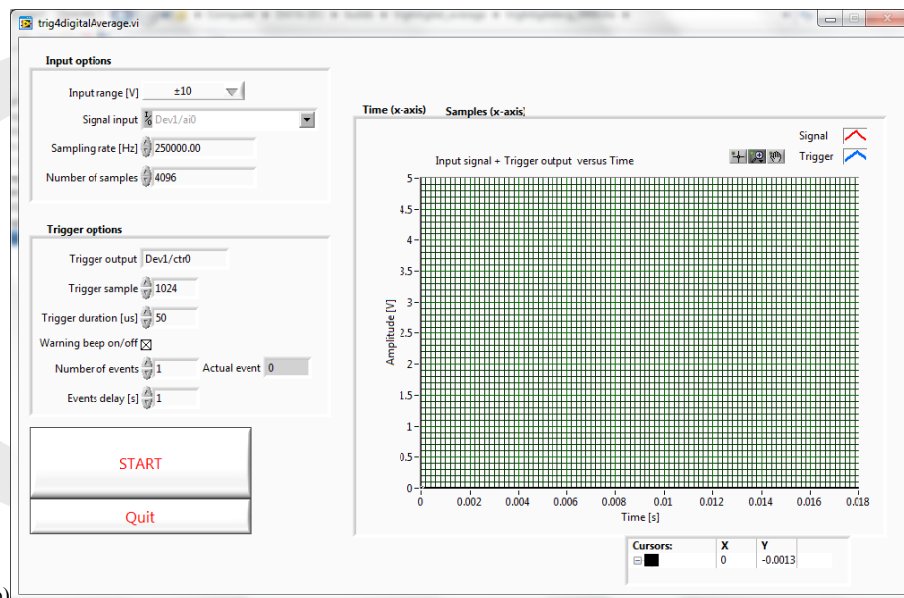 trig4digitalAverage.vi
Input options
Input range [V] ±10
Signal input Dev1/ai0
Sampling rate [Hz] 250000.00
Number of samples 4096
Trigger options
Trigger output Dev1/ctr0
Trigger sample 1024
Trigger duration [us] 50
Warning beep on/off
Number of events 1 Actual event 0
Events delay [s] 1
START
Quit
Time (x-axis) Samples (x-axis)
Signal
Trigger
Input signal + Trigger output versus Time
Amplitude [V]
5
4.5
4
3.5
3
2.5
2
1.5
1
0.5
0
0 0.002 0.004 0.006 0.008 0.01 0.012 0.014 0.016 0.018
Time [s]
Cursors: X Y
0 -0.0013